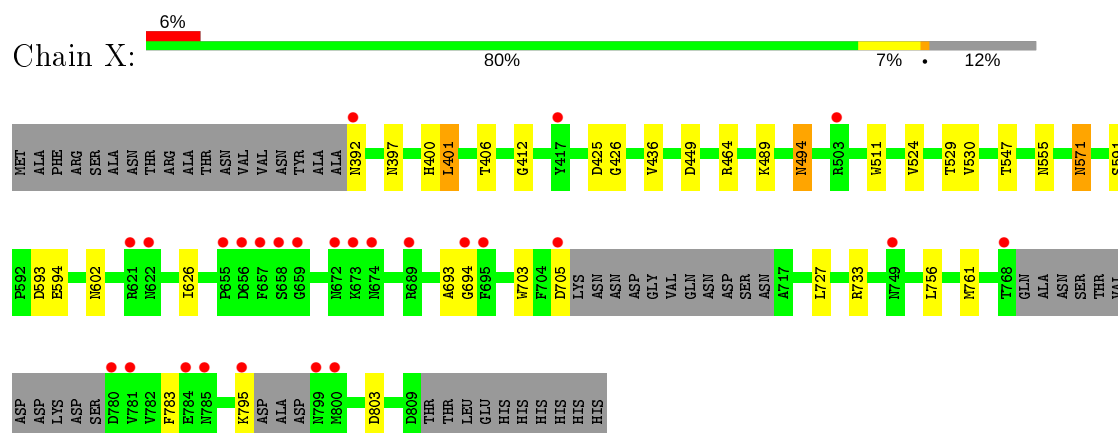 6%
Chain X:
80% 7% • 12%
MET ALA PHE ARG SER ALA ASN THR ARG ALA THR ASN VAL VAL ASN TYR ALA ALA N392 N397 H400 L401 T406 G412 Y417 D425 G426 V436 D449 R464 K489 N494 R503 W511 V524 T529 V530 T547 N555 N571 S591
P592 D593 E594 N602 R621 N622 I626 P655 D656 F657 S658 G659 N672 K673 N674 R689 A693 G694 F695 W703 F704 D705 LYS ASN ASN ASP GLY VAL GLN ASN ASP SER ASN A717 L727 R733 N749 L756 M761 T768 GLN ALA ASN SER THR VAL
ASP ASP LYS ASP SER D780 V781 V782 F783 E784 N785 K795 ASP ALA ASP N799 M800 D803 D809 THR THR LEU GLU HIS HIS HIS HIS HIS HIS